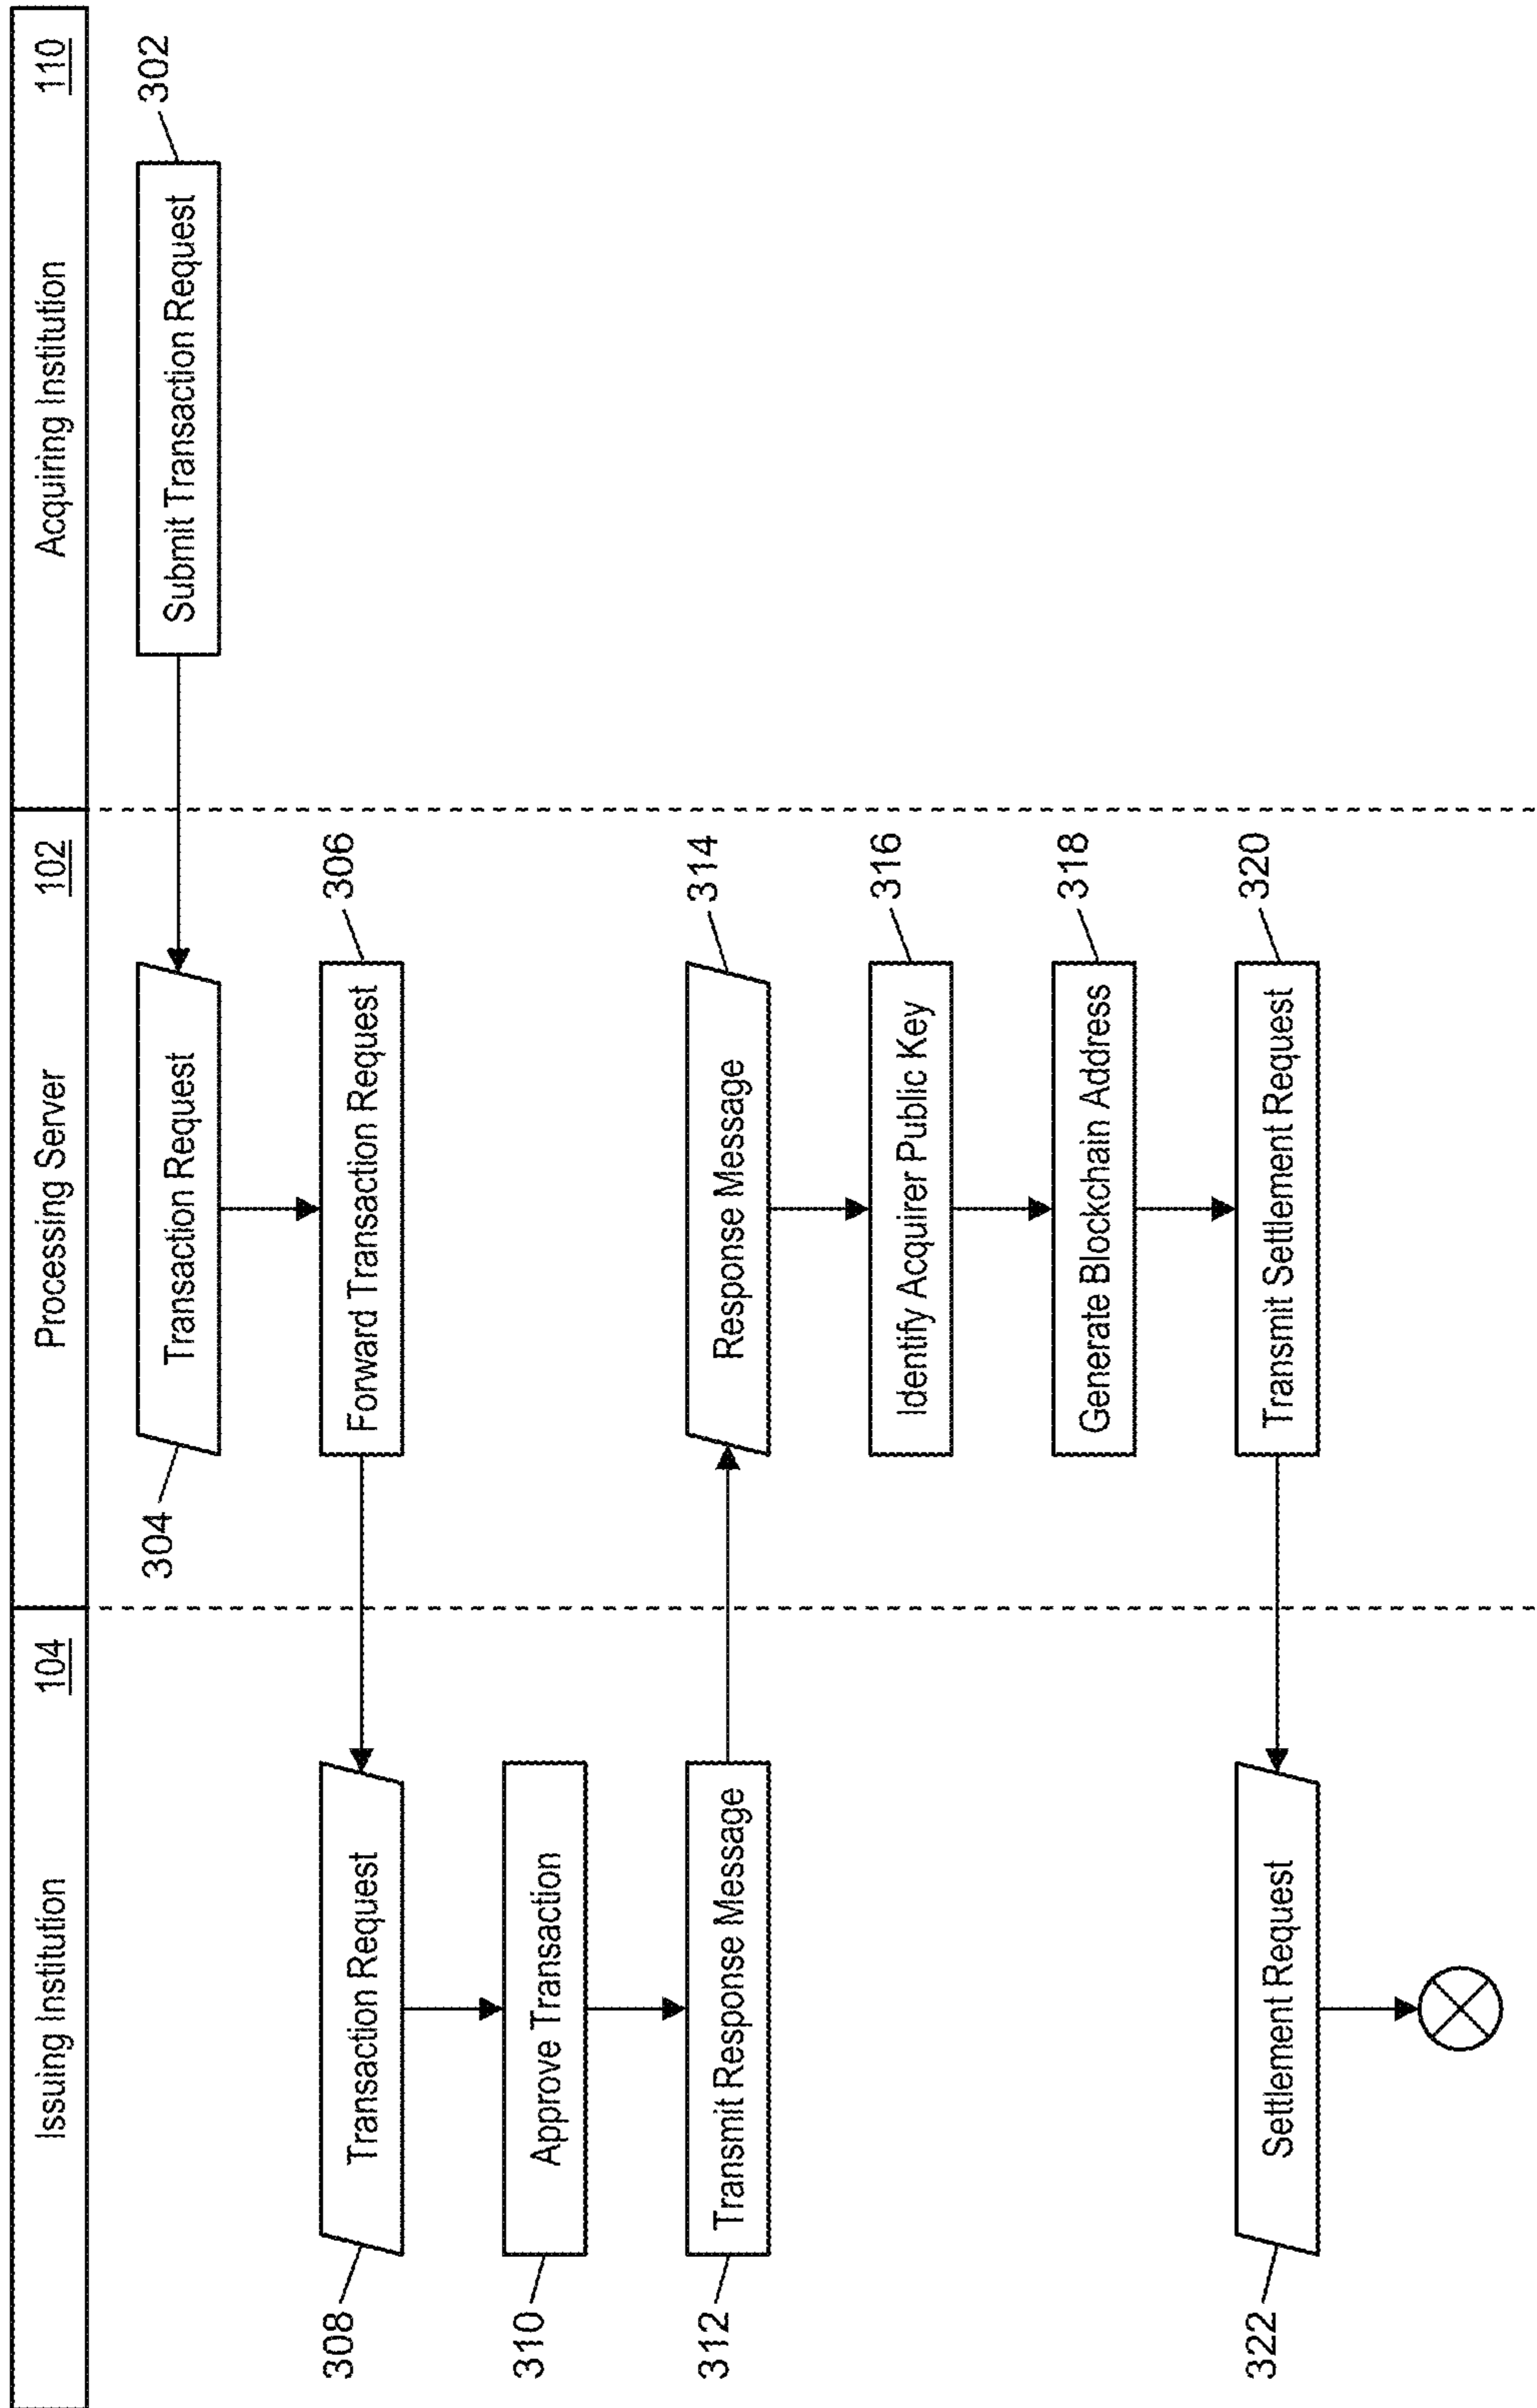 Issuing Institution 104
Processing Server 102
Acquiring Institution 110
Submit Transaction Request
302
304
Transaction Request
Forward Transaction Request
306
308
Transaction Request
310
Approve Transaction
312
Transmit Response Message
Response Message
314
Identify Acquirer Public Key
316
Generate Blockchain Address
318
Transmit Settlement Request
320
322
Settlement Request